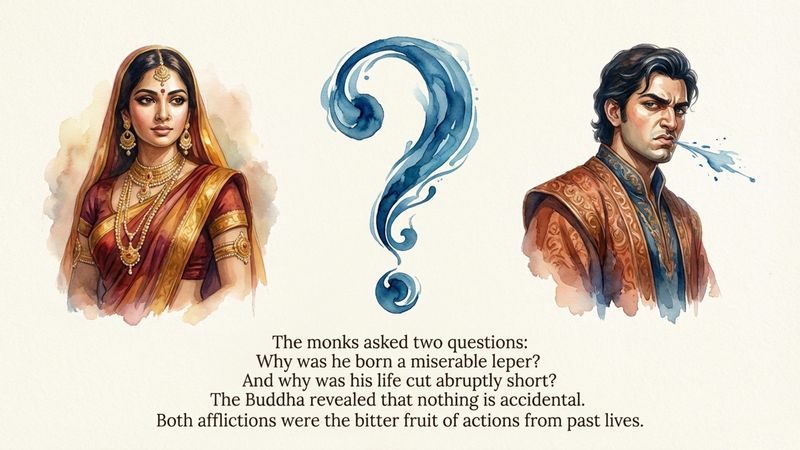 The monks asked two questions:
Why was he born a miserable leper?
And why was his life cut abruptly short?
The Buddha revealed that nothing is accidental.
Both afflictions were the bitter fruit of actions from past lives.